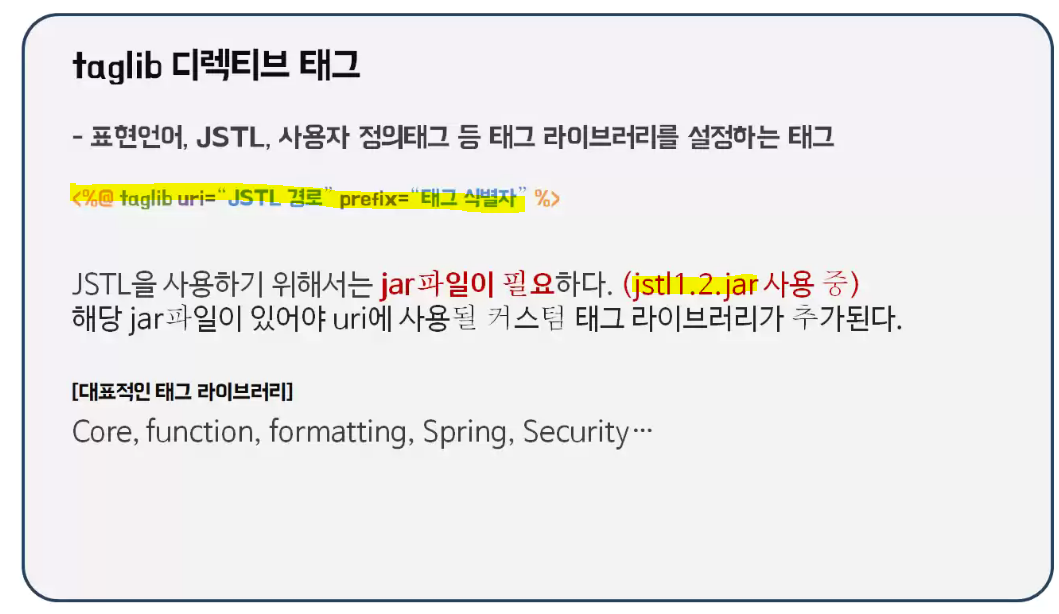 taglib 디렉티브 태그
- 표현언어, JSTL, 사용자 정의태그 등 태그 라이브러리를 설정하는 태그
<%@ taglib uri=“JSTL 경로” prefix=“태그 식별자” %>
JSTL을 사용하기 위해서는 jar파일이 필요하다. (jstl1.2.jar 사용 중)
해당 jar파일이 있어야 uri에 사용될 커스텀 태그 라이브러리가 추가된다.
[대표적인 태그 라이브러리]
Core, function, formatting, Spring, Security…